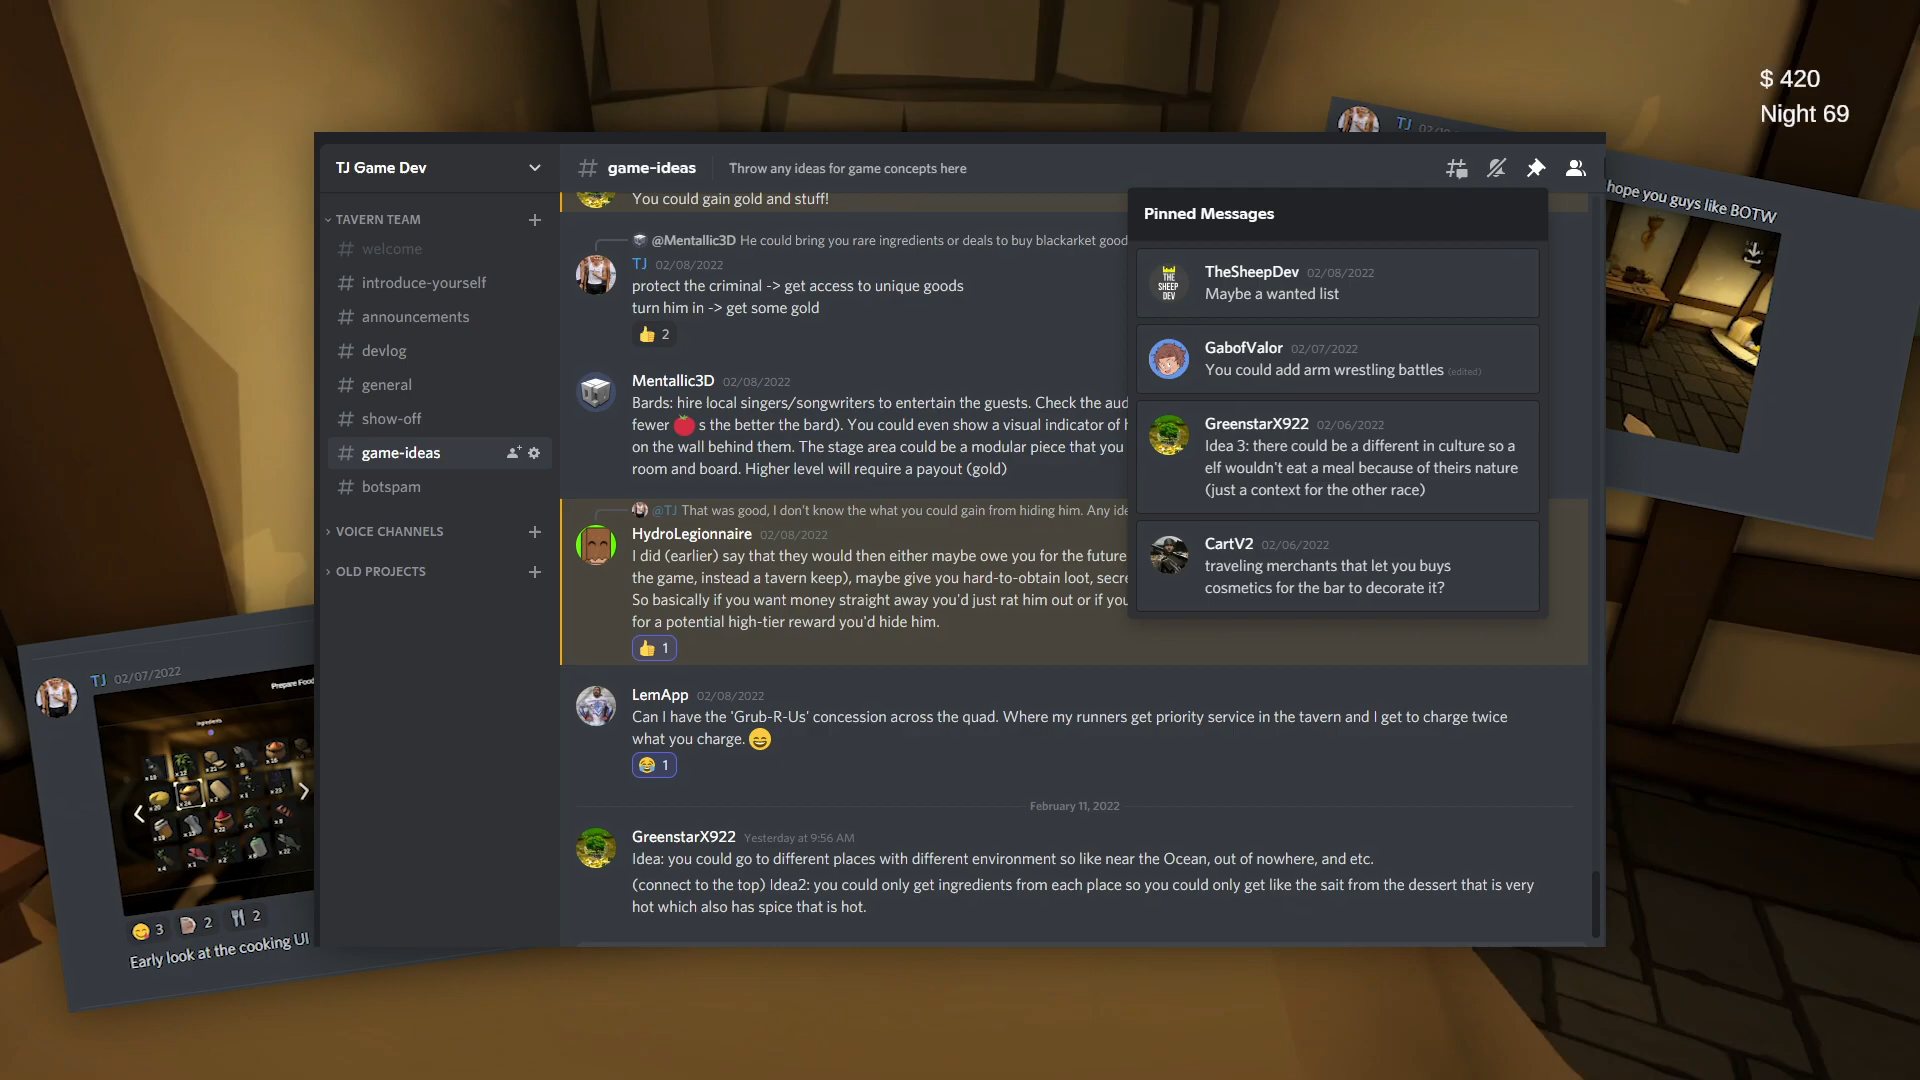 $ 420
Night 69
TJ
hope you guys like BOTW
TJ Game Dev
TAVERN TEAM
# welcome
# introduce-yourself
# announcements
# devlog
# general
# show-off
# game-ideas
# botspam
VOICE CHANNELS
OLD PROJECTS
# game-ideas
Throw any ideas for game concepts here
You could gain gold and stuff!
@Mentallic3D He could bring you rare ingredients or deals to buy blackarket good
TJ 02/08/2022
protect the criminal -> get access to unique goods
turn him in -> get some gold
👍 2
Mentallic3D 02/08/2022
Bards: hire local singers/songwriters to entertain the guests. Check the aud
fewer 🍅 s the better the bard). You could even show a visual indicator of
on the wall behind them. The stage area could be a modular piece that you
room and board. Higher level will require a payout (gold)
@TJ That was good, I don't know the what you could gain from hiding him. Any ide
HydroLegionnaire 02/08/2022
I did (earlier) say that they would then either maybe owe you for the future
the game, instead a tavern keep), maybe give you hard-to-obtain loot, secre
So basically if you want money straight away you'd just rat him out or if you
for a potential high-tier reward you'd hide him.
👍 1
LemApp 02/08/2022
Can I have the 'Grub-R-Us' concession across the quad. Where my runners get priority service in the tavern and I get to charge twice
what you charge. 😄
😂 1
February 11, 2022
GreenstarX922 Yesterday at 9:56 AM
Idea: you could go to different places with different environment so like near the Ocean, out of nowhere, and etc.
(connect to the top) Idea2: you could only get ingredients from each place so you could only get like the sait from the dessert that is very
hot which also has spice that is hot.
Pinned Messages
THE SHEEP DEV
TheSheepDev 02/08/2022
Maybe a wanted list
GabofValor 02/07/2022
You could add arm wrestling battles (edited)
GreenstarX922 02/06/2022
Idea 3: there could be a different in culture so a
elf wouldn't eat a meal because of theirs nature
(just a context for the other race)
CartV2 02/06/2022
traveling merchants that let you buys
cosmetics for the bar to decorate it?
TJ 02/07/2022
Prepare Food
Ingredients
3 2 2
Early look at the cooking UI